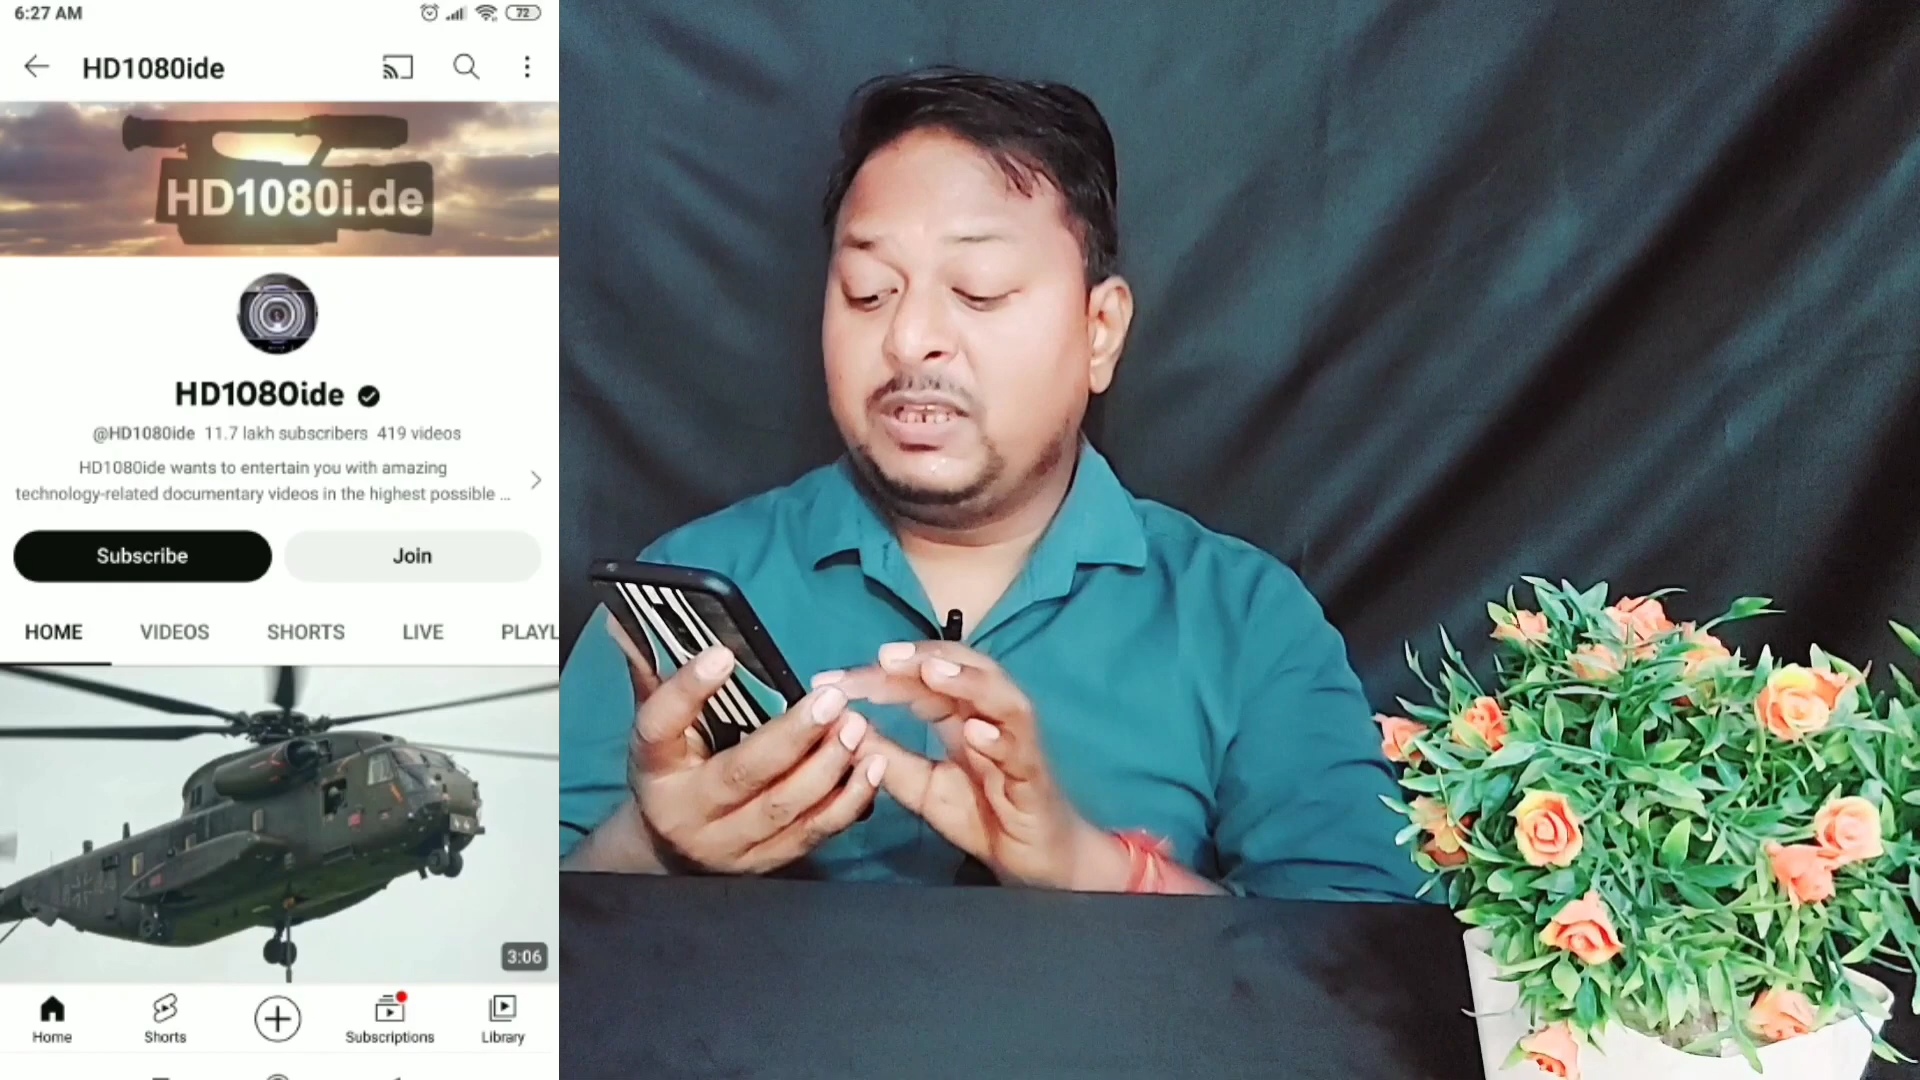 6:27 AM
72
HD1080ide
HD1080i.de
HD1080ide
@HD1080ide 11.7 lakh subscribers 419 videos
HD1080ide wants to entertain you with amazing
technology-related documentary videos in the highest possible ...
Subscribe
Join
HOME VIDEOS SHORTS LIVE PLAYL
3:06
Home Shorts Subscriptions Library